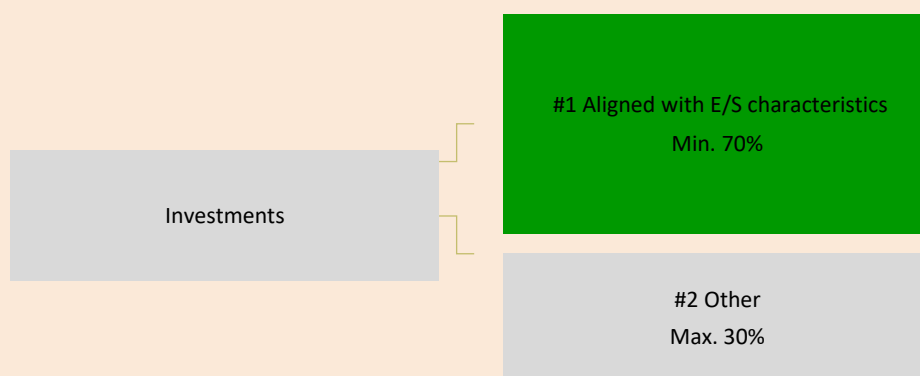 #1 Aligned with E/S characteristics
Min. 70%
Investments
#2 Other
Max. 30%